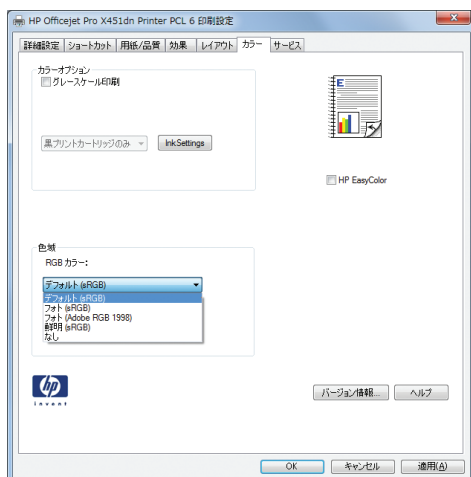 HP Officejet Pro X451dn Printer PCL 6 印刷設定
詳細設定 ショートカット 用紙/品質 効果 レイアウト カラー サービス
カラーオプション
グレースケール印刷
黒プリントカートリッジのみ InkSettings
E
HP EasyColor
色域
RGB カラー:
デフォルト (sRGB)
デフォルト (sRGB)
フォト (sRGB)
フォト (Adobe RGB 1998)
鮮明 (sRGB)
なし
hp
invent
バージョン情報... ヘルプ
OK キャンセル 適用(A)